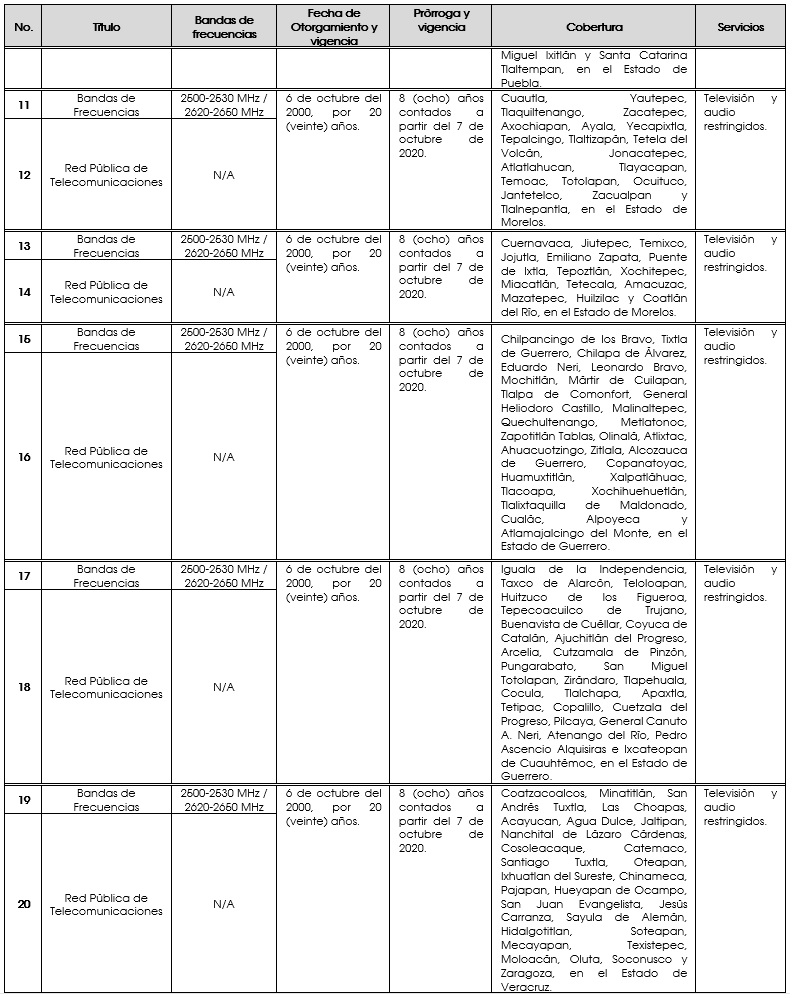 No.
Título
Bandas de
frecuencias
Fecha de
Otorgamiento y
vigencia
Prórroga y
vigencia
Cobertura
Servicios
Miguel Ixitlán y Santa Catarina
Tlaltempan, en el Estado de
Puebla.
11
Bandas de
Frecuencias
2500-2530 MHz /
2620-2650 MHz
12
Red Pública de
Telecomunicaciones
N/A
6 de octubre del
2000, por 20
(veinte) años.
8 (ocho) años
contados a
partir del 7 de
octubre de
2020.
Cuautla, Yautepec,
Tlaquiltenango, Zacatepec,
Axochiapan, Ayala, Yecapixtla,
Tepalcingo, Tlaltizapán, Tetela del
Volcán, Jonacatepec,
Atlatlahucan, Tlayacapan,
Temoac, Totolapan, Ocuituco,
Jantetelco, Zacualpan y
Tlalnepantla, en el Estado de
Morelos.
Televisión y
audio
restringidos.
13
Bandas de
Frecuencias
2500-2530 MHz /
2620-2650 MHz
14
Red Pública de
Telecomunicaciones
N/A
6 de octubre del
2000, por 20
(veinte) años.
8 (ocho) años
contados a
partir del 7 de
octubre de
2020.
Cuernavaca, Jiutepec, Temixco,
Jojutla, Emiliano Zapata, Puente
de Ixtla, Tepoztlán, Xochitepec,
Miacatlán, Tetecala, Amacuzac,
Mazatepec, Huilzilac y Coatlán
del Río, en el Estado de Morelos.
Televisión y
audio
restringidos.
15
Bandas de
Frecuencias
2500-2530 MHz /
2620-2650 MHz
16
Red Pública de
Telecomunicaciones
N/A
6 de octubre del
2000, por 20
(veinte) años.
8 (ocho) años
contados a
partir del 7 de
octubre de
2020.
Chilpancingo de los Bravo, Tixtla
de Guerrero, Chilapa de Álvarez,
Eduardo Neri, Leonardo Bravo,
Mochitlán, Mártir de Cuilapan,
Tlalpa de Comonfort, General
Heliodoro Castillo, Malinaltepec,
Quechultenango, Metlatonoc,
Zapotitlán Tablas, Olinalá, Atlixtac,
Ahuacuotzingo, Zitlala, Alcozauca
de Guerrero, Copanatoyac,
Huamuxtitlán, Xalpatláhuac,
Tlacoapa, Xochihuehuetlán,
Tlalixtaquilla de Maldonado,
Cualác, Alpoyeca y
Atlamajalcingo del Monte, en el
Estado de Guerrero.
Televisión y
audio
restringidos.
17
Bandas de
Frecuencias
2500-2530 MHz /
2620-2650 MHz
18
Red Pública de
Telecomunicaciones
N/A
6 de octubre del
2000, por 20
(veinte) años.
8 (ocho) años
contados a
partir del 7 de
octubre de
2020.
Iguala de la Independencia,
Taxco de Alarcón, Teloloapan,
Huitzuco de los Figueroa,
Tepecoacuilco de Trujano,
Buenavista de Cuéllar, Coyuca de
Catalán, Ajuchitlán del Progreso,
Arcelia, Cutzamala de Pinzón,
Pungarabato, San Miguel
Totolapan, Zirándaro, Tlapehuala,
Cocula, Tlalchapa, Apaxtla,
Tetipac, Copalillo, Cuetzala del
Progreso, Pilcaya, General Canuto
A. Neri, Atenango del Río, Pedro
Ascencio Alquisiras e Ixcateopan
de Cuauhtémoc, en el Estado de
Guerrero.
Televisión y
audio
restringidos.
19
Bandas de
Frecuencias
2500-2530 MHz /
2620-2650 MHz
20
Red Pública de
Telecomunicaciones
N/A
6 de octubre del
2000, por 20
(veinte) años.
8 (ocho) años
contados a
partir del 7 de
octubre de
2020.
Coatzacoalcos, Minatitlán, San
Andrés Tuxtla, Las Choapas,
Acayucan, Agua Dulce, Jaltipan,
Nanchital de Lázaro Cárdenas,
Cosoleacaque, Catemaco,
Santiago Tuxtla, Oteapan,
Ixhuatlan del Sureste, Chinameca,
Pajapan, Hueyapan de Ocampo,
San Juan Evangelista, Jesús
Carranza, Sayula de Alemán,
Hidalgotitlan, Soteapan,
Mecayapan, Texistepec,
Moloacán, Oluta, Soconusco y
Zaragoza, en el Estado de
Veracruz.
Televisión y
audio
restringidos.